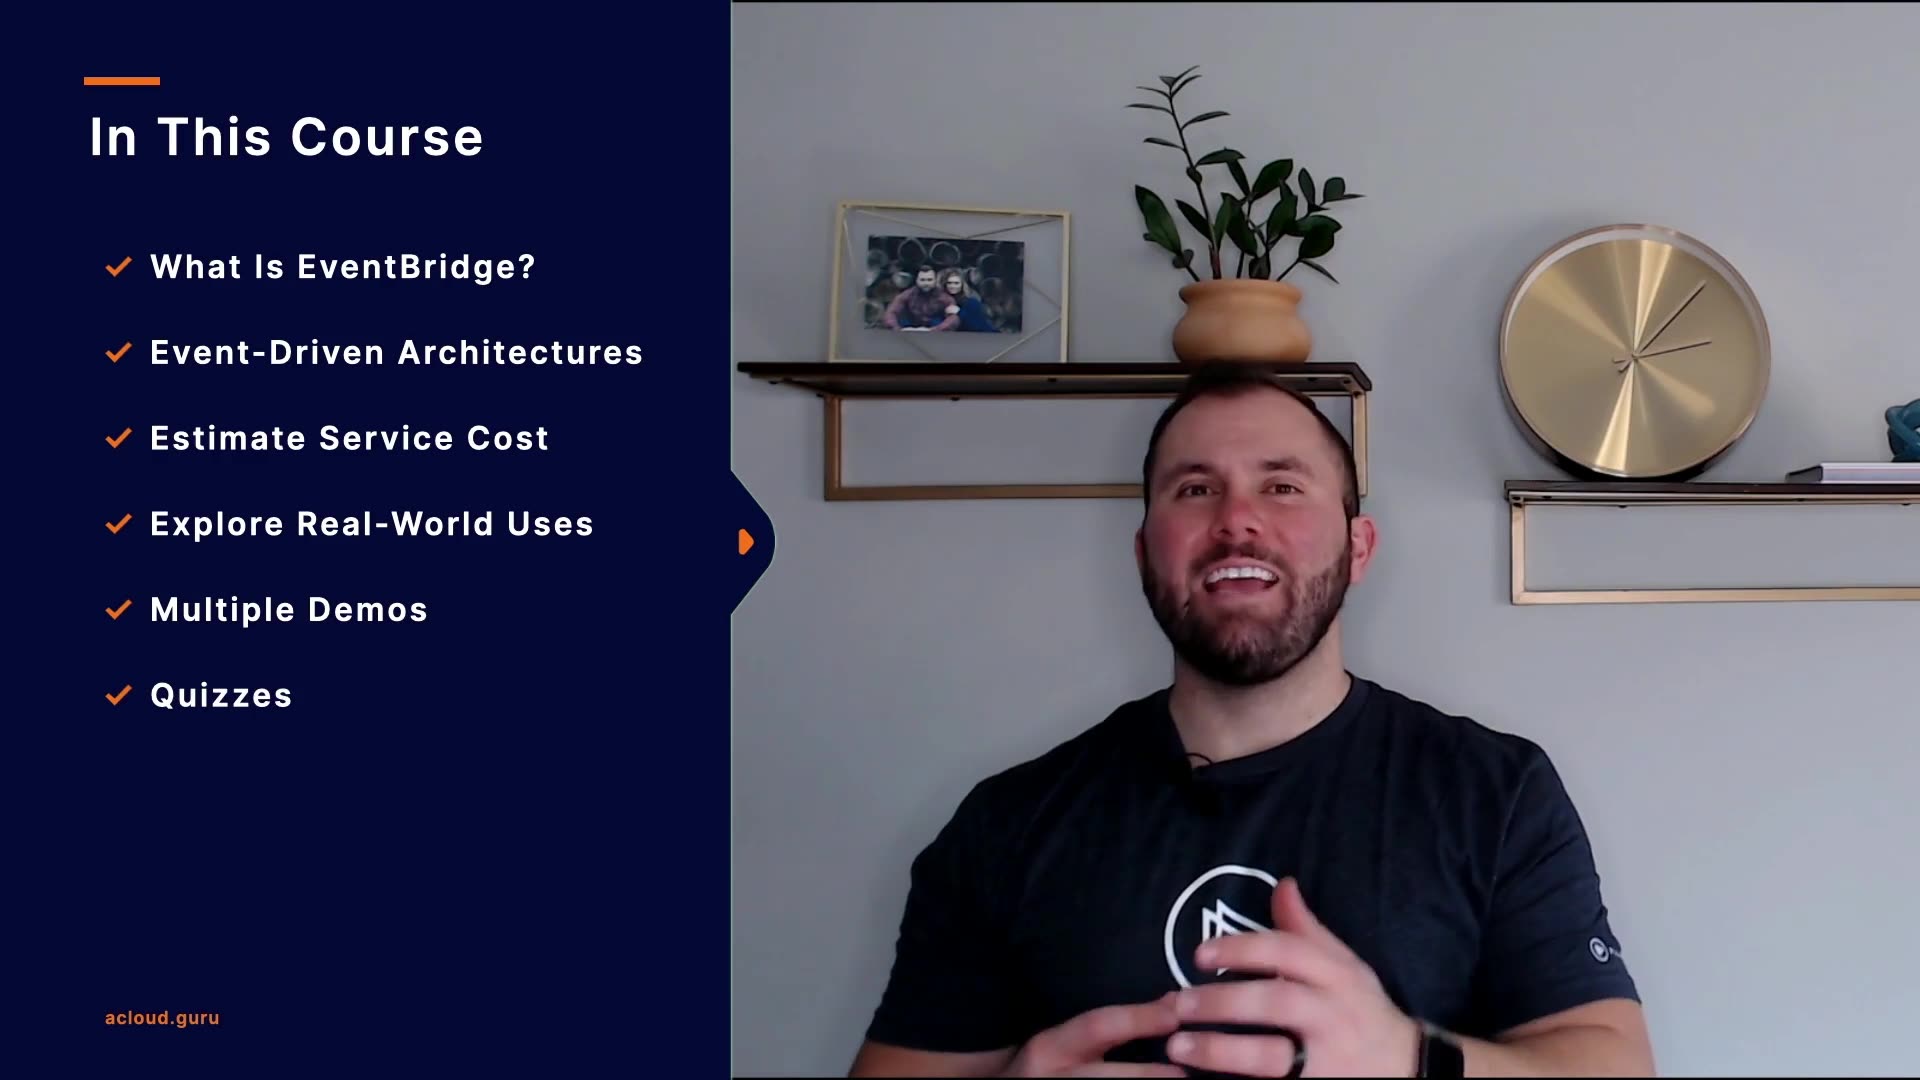 In This Course
What Is EventBridge?
Event-Driven Architectures
Estimate Service Cost
Explore Real-World Uses
Multiple Demos
Quizzes
acloud.guru